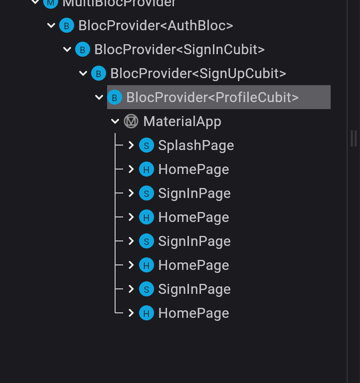 M MultiBlocProvider
B BlocProvider<AuthBloc>
B BlocProvider<SignInCubit>
B BlocProvider<SignUpCubit>
B BlocProvider<ProfileCubit>
M MaterialApp
S SplashPage
H HomePage
S SignInPage
H HomePage
S SignInPage
H HomePage
S SignInPage
H HomePage